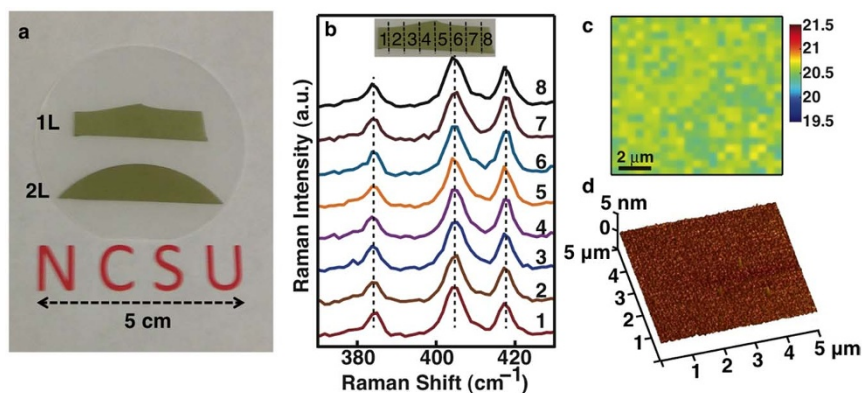 a
1L
2L
N C S U
5 cm
b
1 2 3 4 5 6 7 8
8
7
6
5
4
3
2
1
Raman Intensity (a.u.)
380 400 420
Raman Shift (cm⁻¹)
c
21.5
21.0
20.5
20.0
19.5
2 μm
d
5 nm
0
5 μm
4
3
2
1
1 2 3 4 5 μm